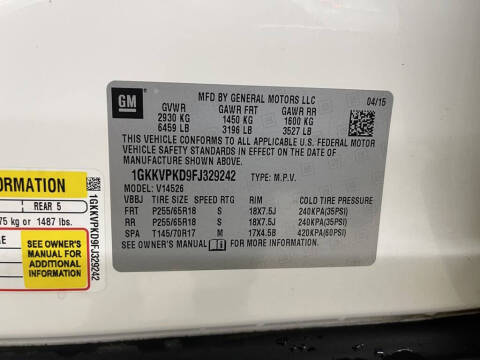 GM
MFD BY GENERAL MOTORS LLC 04/15
GVWR GAWR FRT GAWR RR
2930 KG 1450 KG 1600 KG
6459 LB 3196 LB 3527 LB
THIS VEHICLE CONFORMS TO ALL APPLICABLE U.S. FEDERAL MOTOR
VEHICLE SAFETY STANDARDS IN EFFECT ON THE DATE OF
MANUFACTURE SHOWN ABOVE.
1GKKVPKD9FJ329242 TYPE: M.P.V.
MODEL: V14526
VBBJ TIRE SIZE SPEED RTG RIM COLD TIRE PRESSURE
FRT P255/65R18 S 18X7.5J 240KPA(35PSI)
RR P255/65R18 S 18X7.5J 240KPA(35PSI)
SPA T145/70R17 M 17X4.5B 420KPA(60PSI)
SEE OWNER'S MANUAL FOR ADDITIONAL INFORMATION.
ORMATION
REAR 5
75 kg or 1487 lbs.
SEE OWNER'S
MANUAL FOR
ADDITIONAL
INFORMATION
1GKKVPKD9FJ329242